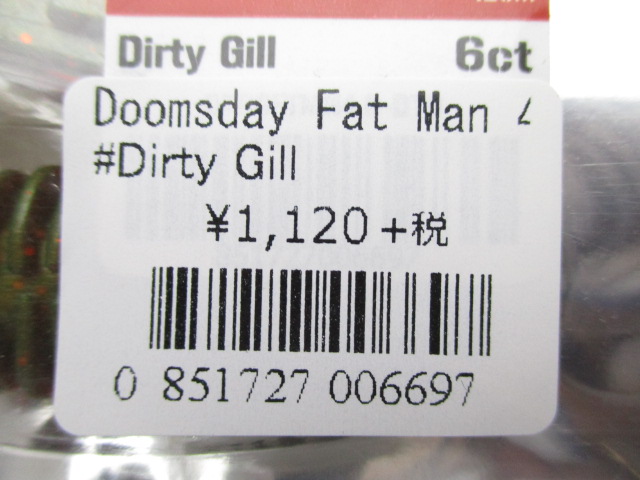 Dirty Gill 6ct
Doomsday Fat Man
#Dirty Gill
¥1,120+税
0 851727 006697